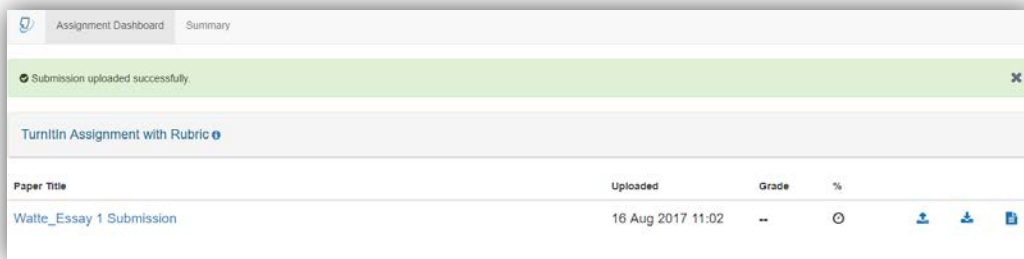 Assignment Dashboard Summary
Submission uploaded successfully.
TurnItIn Assignment with Rubric
Paper Title Uploaded Grade %
Watte_Essay 1 Submission 16 Aug 2017 11:02 --